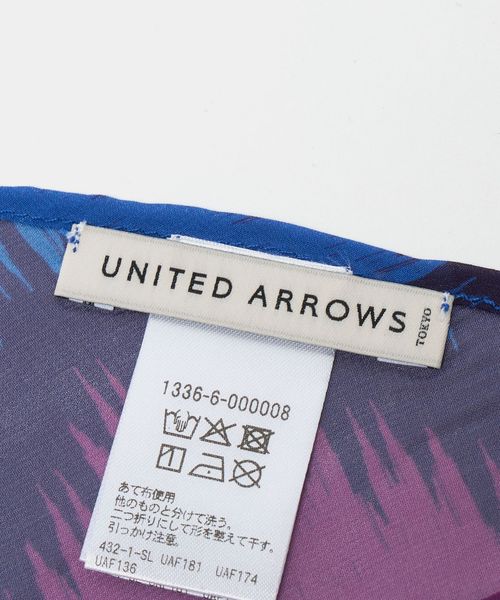 UNITED ARROWS
TOKYO
1336-6-000008
あて布使用
他のものと分けて洗う。
二つ折りにして形を整えて干す。
引っかけ注意。
432-1-SL UAF181 UAF174
UAF136